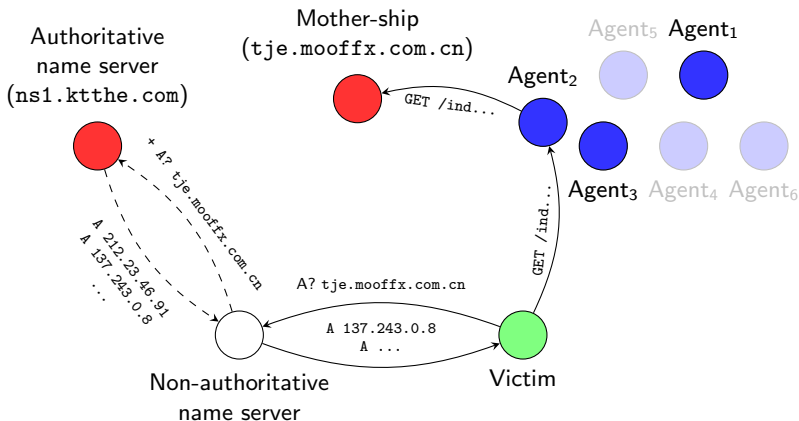 Mother-ship
(tje.mooffx.com.cn)
Authoritative
name server
(ns1.ktthe.com)
Agent5
Agent1
Agent2
GET /ind...
Agent3
Agent4
Agent6
+ A? tje.mooffx.com.cn
A 212.23.46.91
A 137.243.0.8
...
GET /ind...
A? tje.mooffx.com.cn
A 137.243.0.8
A ...
Non-authoritative
name server
Victim